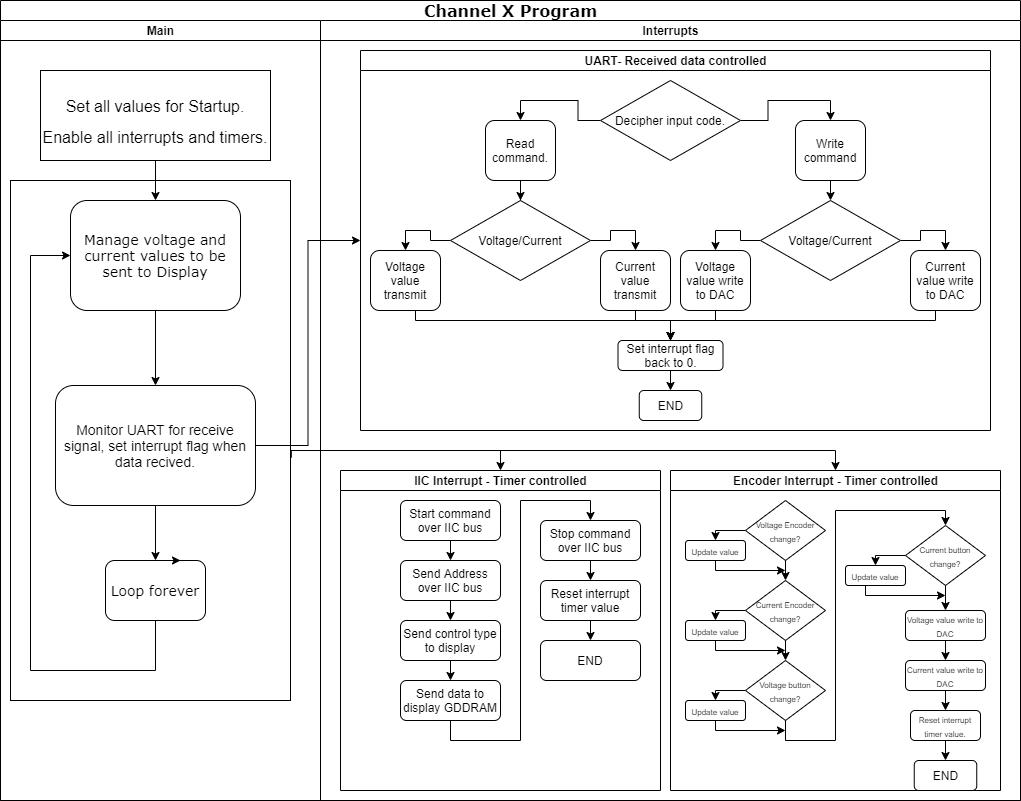 Channel X Program
Main
Interrupts
Set all values for Startup.
Enable all interrupts and timers.
Manage voltage and
current values to be
sent to Display
Monitor UART for receive
signal, set interrupt flag when
data recived.
Loop forever
UART- Received data controlled
Decipher input code.
Read
command.
Write
command
Voltage/Current
Voltage/Current
Voltage
value
transmit
Current
value
transmit
Voltage
value write
to DAC
Current
value write
to DAC
Set interrupt flag
back to 0.
END
IIC Interrupt - Timer controlled
Start command
over IIC bus
Send Address
over IIC bus
Send control type
to display
Send data to
display GDDRAM
Stop command
over IIC bus
Reset interrupt
timer value
END
Encoder Interrupt - Timer controlled
Voltage Encoder
change?
Update value
Current Encoder
change?
Update value
Voltage button
change?
Update value
Current button
change?
Update value
Voltage value write to
DAC
Current value write to
DAC
Reset interrupt
timer value.
END